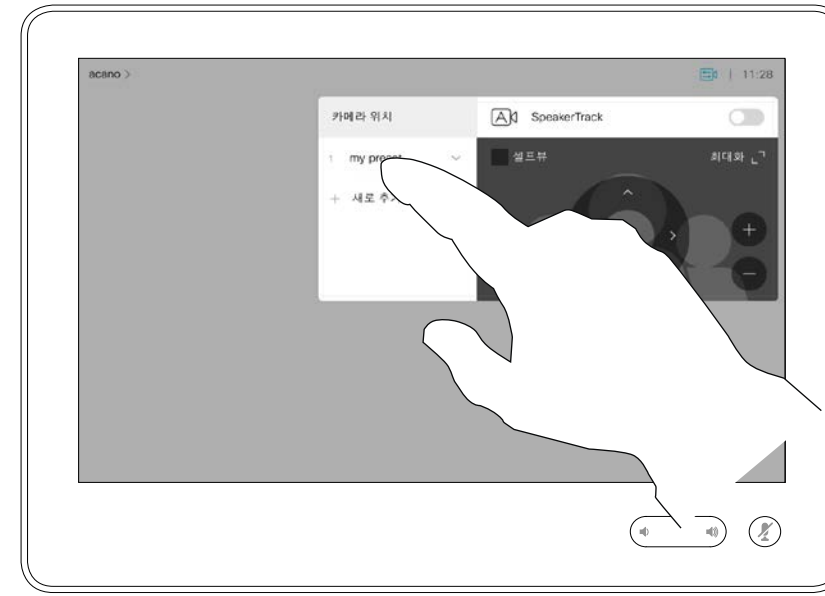 acano >
11:28
카메라 위치
SpeakerTrack
1 my preset
셀프뷰
최대화
+ 새로 추